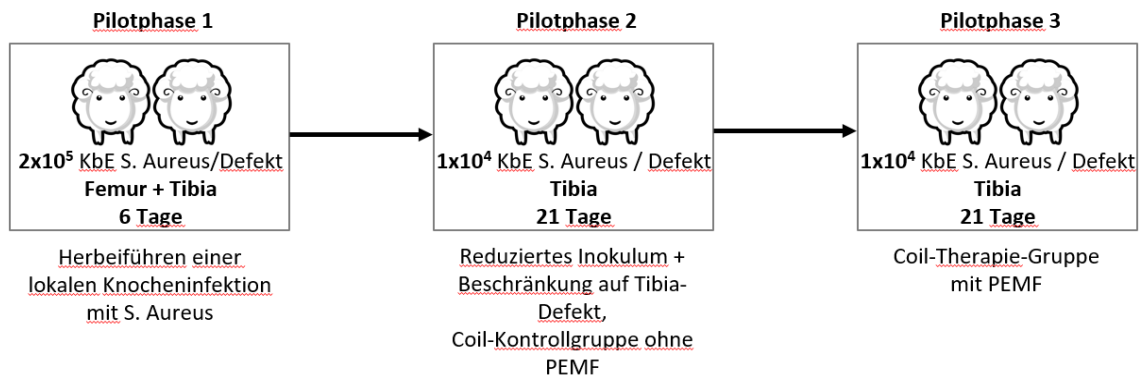 Pilotphase 1
2x10⁵ KbE S. Aureus/Defekt
Femur + Tibia
6 Tage
Herbeiführen einer
lokalen Knocheninfektion
mit S. Aureus
Pilotphase 2
1x10⁴ KbE S. Aureus / Defekt
Tibia
21 Tage
Reduziertes Inokulum +
Beschränkung auf Tibia-
Defekt,
Coil-Kontrollgruppe ohne
PEMF
Pilotphase 3
1x10⁴ KbE S. Aureus / Defekt
Tibia
21 Tage
Coil-Therapie-Gruppe
mit PEMF